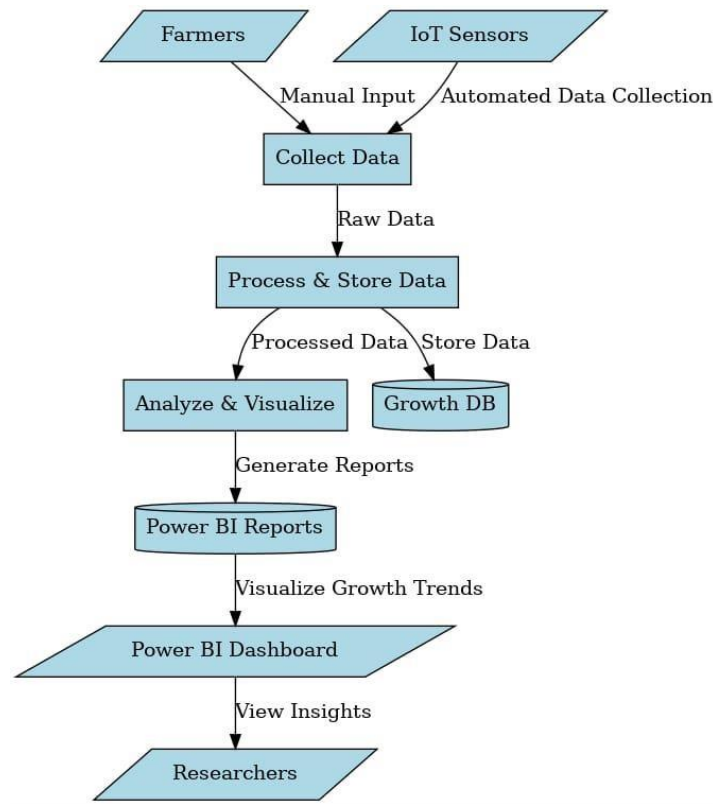 Farmers
IoT Sensors
Manual Input
Automated Data Collection
Collect Data
Raw Data
Process & Store Data
Processed Data
Store Data
Analyze & Visualize
Growth DB
Generate Reports
Power BI Reports
Visualize Growth Trends
Power BI Dashboard
View Insights
Researchers